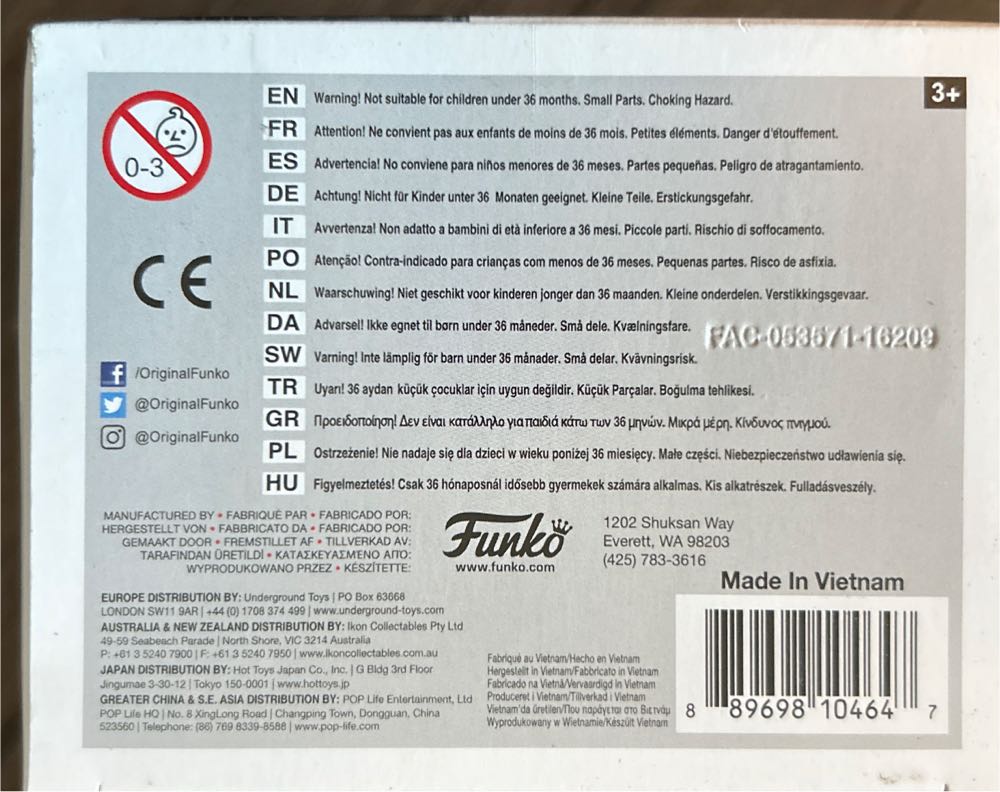 0-3
3+
EN Warning! Not suitable for children under 36 months. Small Parts. Choking Hazard.
FR Attention! Ne convient pas aux enfants de moins de 36 mois. Petites éléments. Danger d'étouffement.
ES Advertencia! No conviene para niños menores de 36 meses. Partes pequeñas. Peligro de atragantamiento.
DE Achtung! Nicht für Kinder unter 36 Monaten geeignet. Kleine Teile. Erstickungsgefahr.
IT Avvertenza! Non adatto a bambini di età inferiore a 36 mesi. Piccole parti. Rischio di soffocamento.
PO Atenção! Contra-indicado para crianças com menos de 36 meses. Pequenas partes. Risco de asfixia.
NL Waarschuwing! Niet geschikt voor kinderen jonger dan 36 maanden. Kleine onderdelen. Verstikkingsgevaar.
DA Advarsel! Ikke egnet til børn under 36 måneder. Små dele. Kvælningsfare.
FAC-053571-16209
SW Varning! Inte lämplig för barn under 36 månader. Små delar. Kvävningsrisk.
TR Uyarı! 36 aydan küçük çocuklar için uygun değildir. Küçük Parçalar. Boğulma tehlikesi.
GR Προειδοποίηση! Δεν είναι κατάλληλο για παιδιά κάτω των 36 μηνών. Μικρά μέρη. Κίνδυνος πνιγμού.
PL Ostrzeżenie! Nie nadaje się dla dzieci w wieku poniżej 36 miesięcy. Małe części. Niebezpieczeństwo udławienia się.
HU Figyelmeztetés! Csak 36 hónaposnál idősebb gyermekek számára alkalmas. Kis alkatrészek. Fulladásveszély.
CE
f /OriginalFunko
@OriginalFunko
@OriginalFunko
MANUFACTURED BY • FABRIQUÉ PAR • FABRICADO POR:
HERGESTELLT VON • FABBRICATO DA • FABRICADO POR:
GEMAAKT DOOR • FREMSTILLET AF • TILLVERKAD AV:
TARAFINDAN ÜRETİLDİ • ΚΑΤΑΣΚΕΥΑΣΜΕΝΟ ΑΠΟ:
WYPRODUKOWANO PRZEZ • KÉSZÍTETTE:
Funko
www.funko.com
1202 Shuksan Way
Everett, WA 98203
(425) 783-3616
EUROPE DISTRIBUTION BY: Underground Toys | PO Box 63668
LONDON SW11 9AR | +44 (0) 1708 374 499 | www.underground-toys.com
AUSTRALIA & NEW ZEALAND DISTRIBUTION BY: Ikon Collectables Pty Ltd
49-59 Seabeach Parade | North Shore, VIC 3214 Australia
P: +61 3 5240 7900 | F: +61 3 5240 7950 | www.ikoncollectables.com.au
JAPAN DISTRIBUTION BY: Hot Toys Japan Co., Inc. | G Bldg 3rd Floor
Jingumae 3-30-12 | Tokyo 150-0001 | www.hottoys.jp
GREATER CHINA & S.E. ASIA DISTRIBUTION BY: POP Life Entertainment, Ltd
POP Life HQ | No. 8 XingLong Road | Changping Town, Dongguan, China
523560 | Telephone: (86) 769 8339-8588 | www.pop-life.com
Fabriqué au Vietnam/Hecho en Vietnam
Hergestellt in Vietnam/Fabbricato in Vietnam
Fabricado na Vietnã/Vervaardigd in Vietnam
Produceret i Vietnam/Tillverkad i Vietnam
Vietnam'da üretilen/Που παράγεται στο Βιετνάμ
Wyprodukowany w Wietnamie/Készült Vietnam
Made In Vietnam
8 89698 10464 7